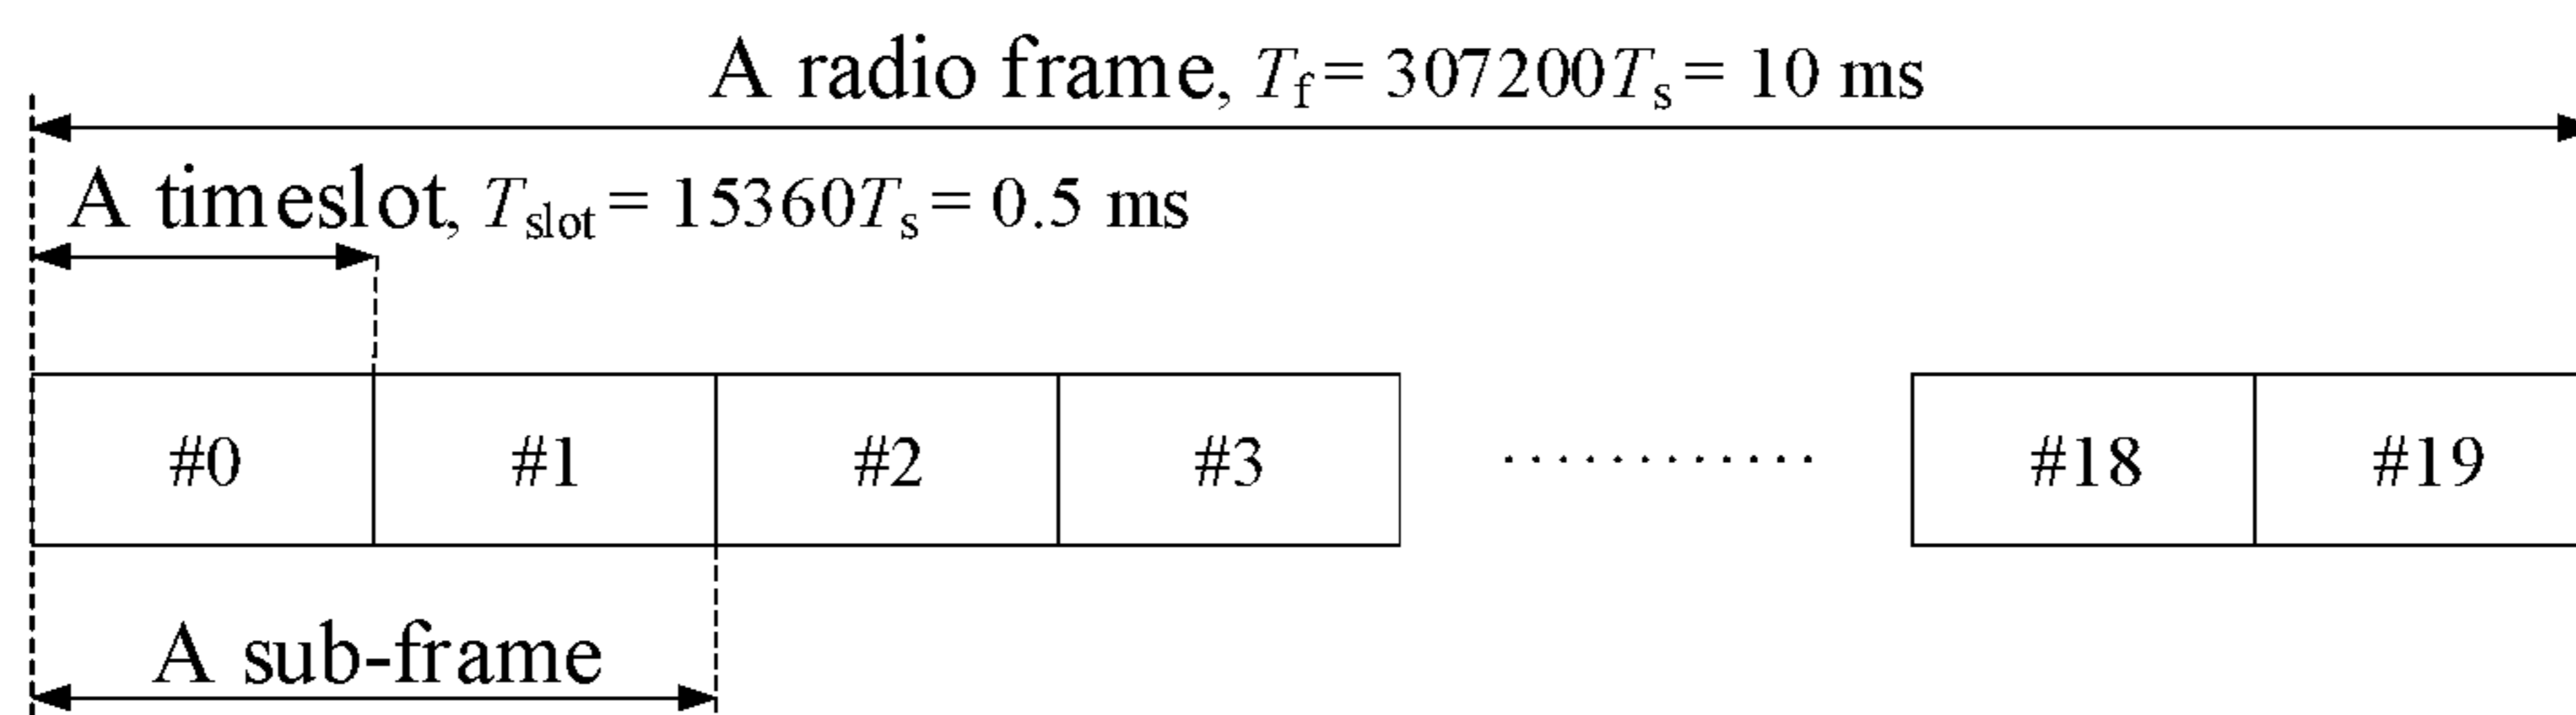 A radio frame, Tf = 307200Ts = 10 ms
A timeslot, Tslot = 15360Ts = 0.5 ms
#0 #1 #2 #3 ............ #18 #19
A sub-frame